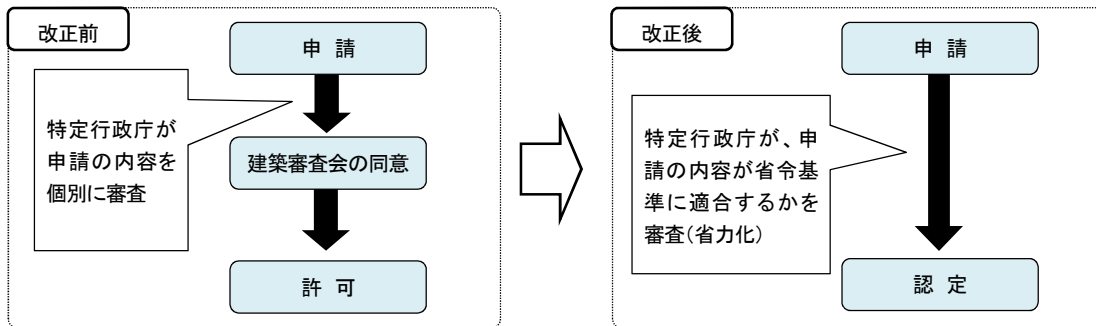 改正前
申 請
特定行政庁が
申請の内容を
個別に審査
建築審査会の同意
許 可
改正後
申 請
特定行政庁が、申
請の内容が省令基
準に適合するかを
審査（省力化）
認 定